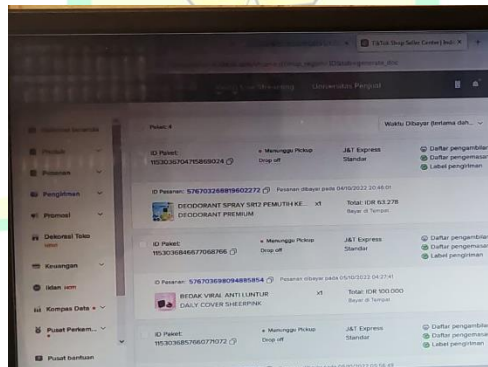 TikTok Shop Seller Center | Indo
Universitas Penjual
Produk
Pesanan
Pengiriman
Promosi
Dekorasi Toko
Keuangan
Iklan
Kompas Data
Pusat Perkem...
Pusat bantuan
Paket: 4
Waktu Dibayar (pertama dah...
ID Paket:
1153036704715869024
Menunggu Pickup
Drop off
J&T Express
Standar
Daftar pengambilan
Daftar pengemasan
Label pengiriman
ID Pesanan: 576703268819602272 Pesanan dibayar pada 04/10/2022 20:48:01
DEODORANT SPRAY SR12 PEMUTIH KE... x1 Total: IDR 63.278
DEODORANT PREMIUM Bayar di Tempat
ID Paket:
1153036846677068766
Menunggu Pickup
Drop off
J&T Express
Standar
Daftar pengambilan
Daftar pengemasan
Label pengiriman
ID Pesanan: 576703698094885854 Pesanan dibayar pada 05/10/2022 04:27:41
BEDAK VIRAL ANTI LUNTUR x1 Total: IDR 100.000
DAILY COVER SHEERPINK Bayar di Tempat
ID Paket:
1153036857660771072
Menunggu Pickup
Drop off
J&T Express
Standar
Daftar pengambilan
Daftar pengemasan
Label pengiriman